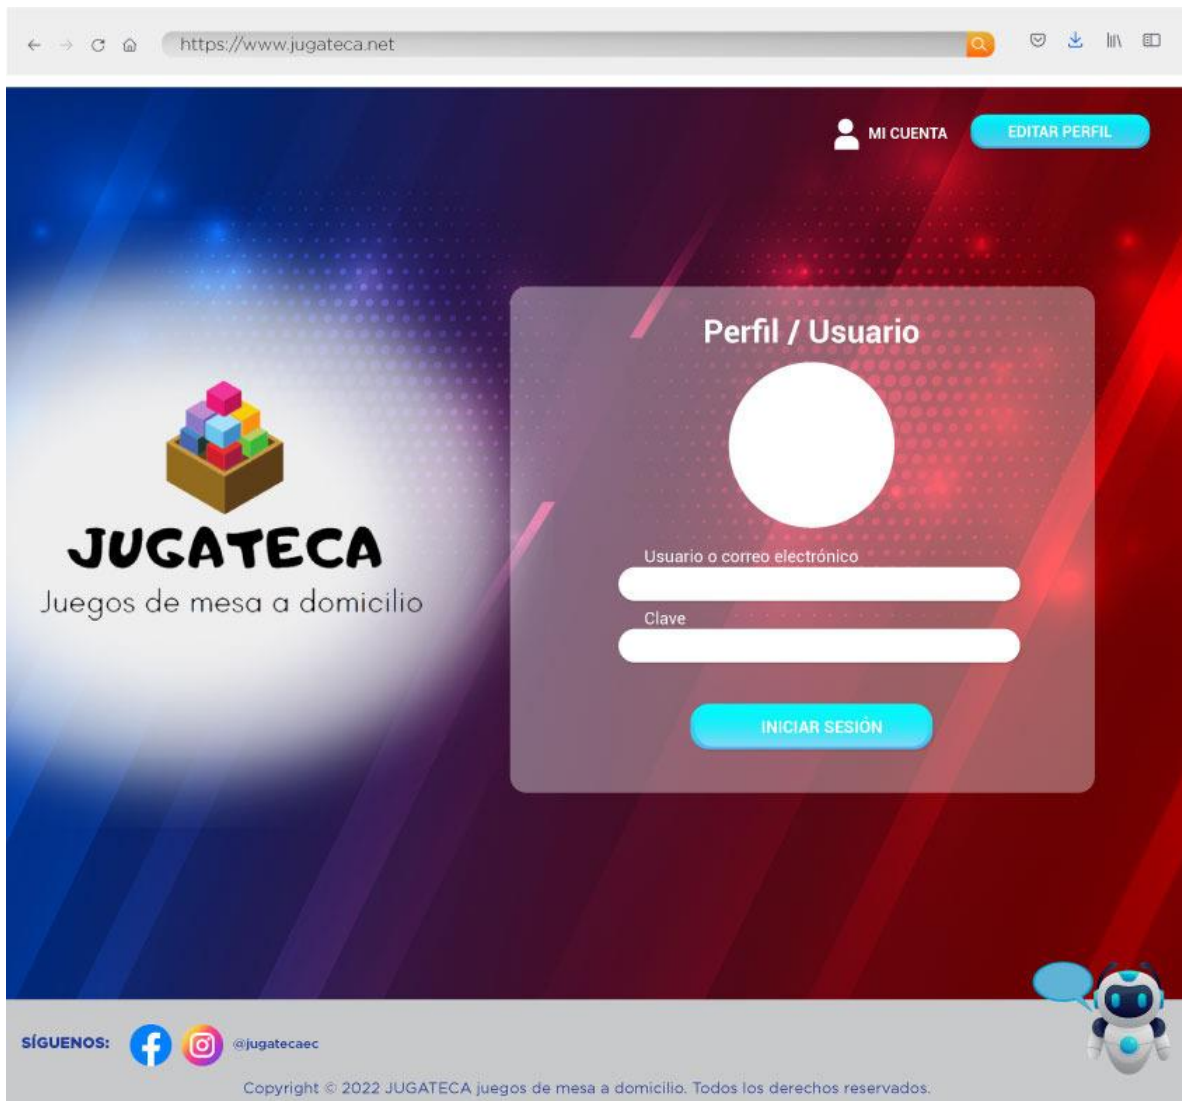 https://www.jugateca.net
MI CUENTA
EDITAR PERFIL
Perfil / Usuario
JUGATECA
Juegos de mesa a domicilio
Usuario o correo electrónico
Clave
INICIAR SESIÓN
SÍGUENOS:
@jugatecaec
Copyright © 2022 JUGATECA juegos de mesa a domicilio. Todos los derechos reservados.